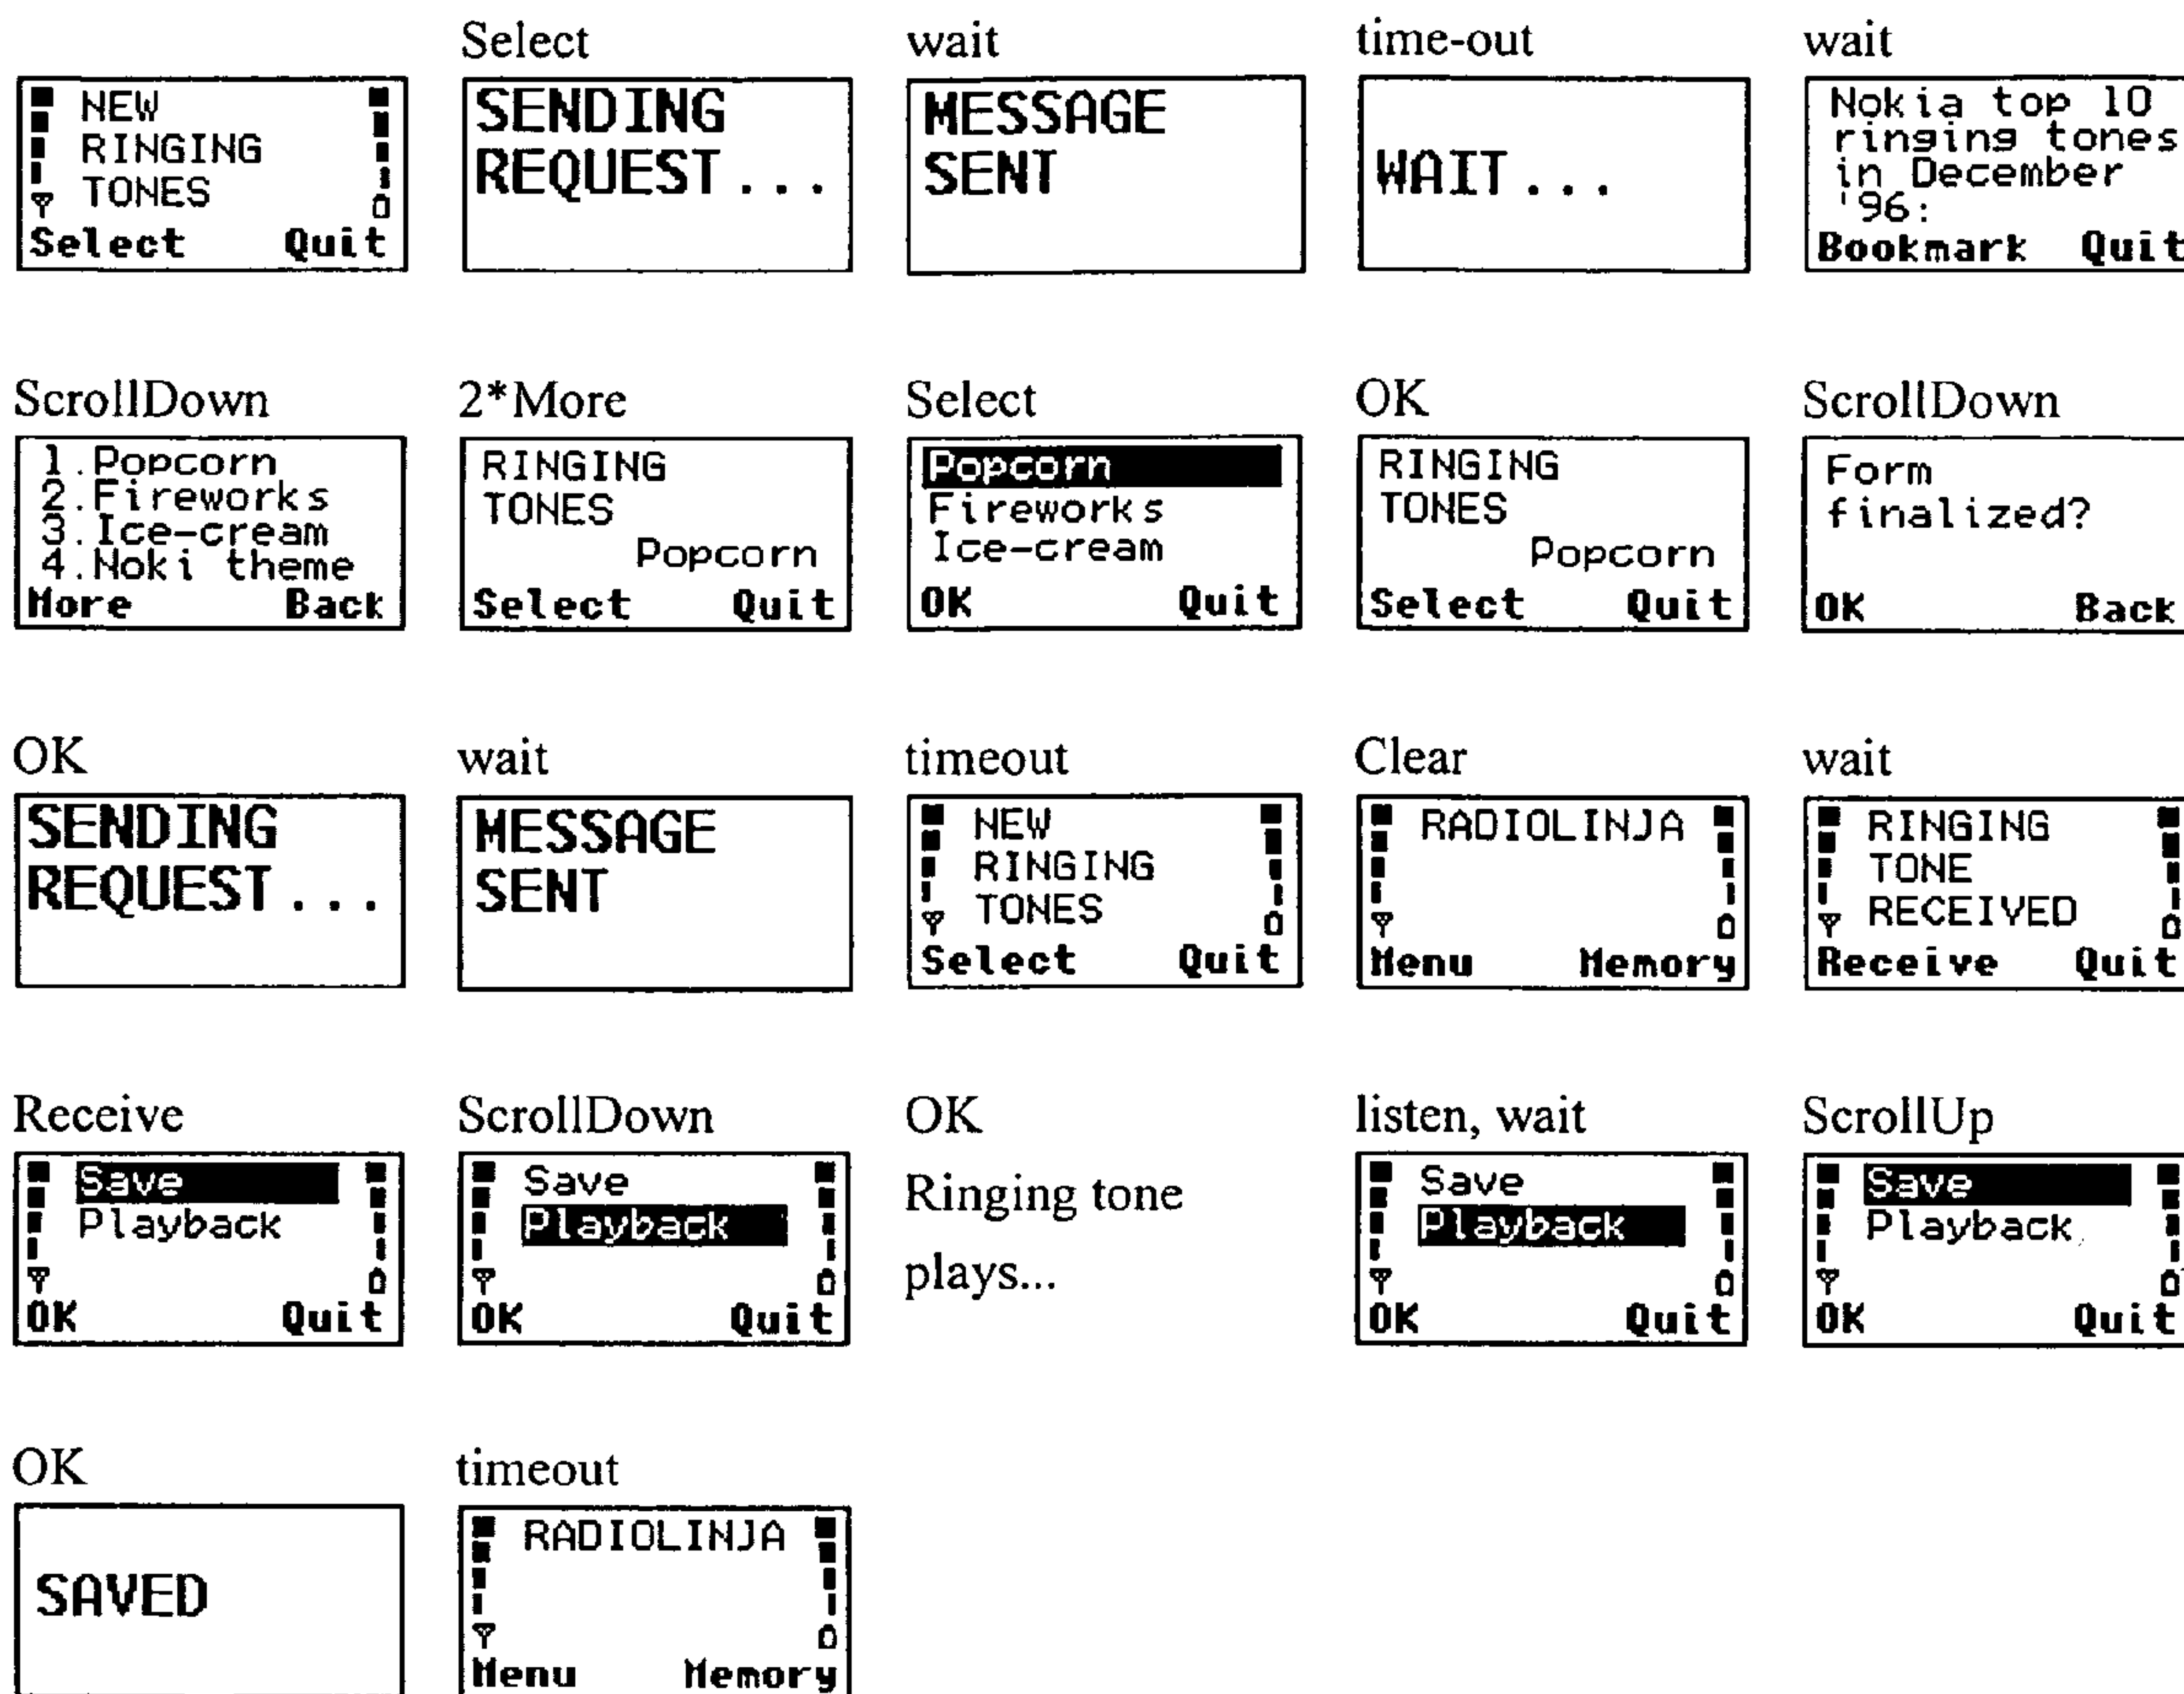 NEW
RINGING
TONES
Select Quit
Select
SENDING
REQUEST...
wait
MESSAGE
SENT
time-out
WAIT...
wait
Nokia top 10
ringing tones
in December
'96:
Bookmark Quit
ScrollDown
1.Popcorn
2.Fireworks
3.Ice-cream
4.Noki theme
More Back
2*More
RINGING
TONES
Popcorn
Select Quit
Select
Popcorn
Fireworks
Ice-cream
OK Quit
OK
RINGING
TONES
Popcorn
Select Quit
ScrollDown
Form
finalized?
OK Back
OK
SENDING
REQUEST...
wait
MESSAGE
SENT
timeout
NEW
RINGING
TONES
Select Quit
Clear
RADIOLINJA
Menu Memory
wait
RINGING
TONE
RECEIVED
Receive Quit
Receive
Save
Playback
OK Quit
ScrollDown
Save
Playback
OK Quit
OK
Ringing tone
plays...
listen, wait
Save
Playback
OK Quit
ScrollUp
Save
Playback
OK Quit
OK
SAVED
timeout
RADIOLINJA
Menu Memory